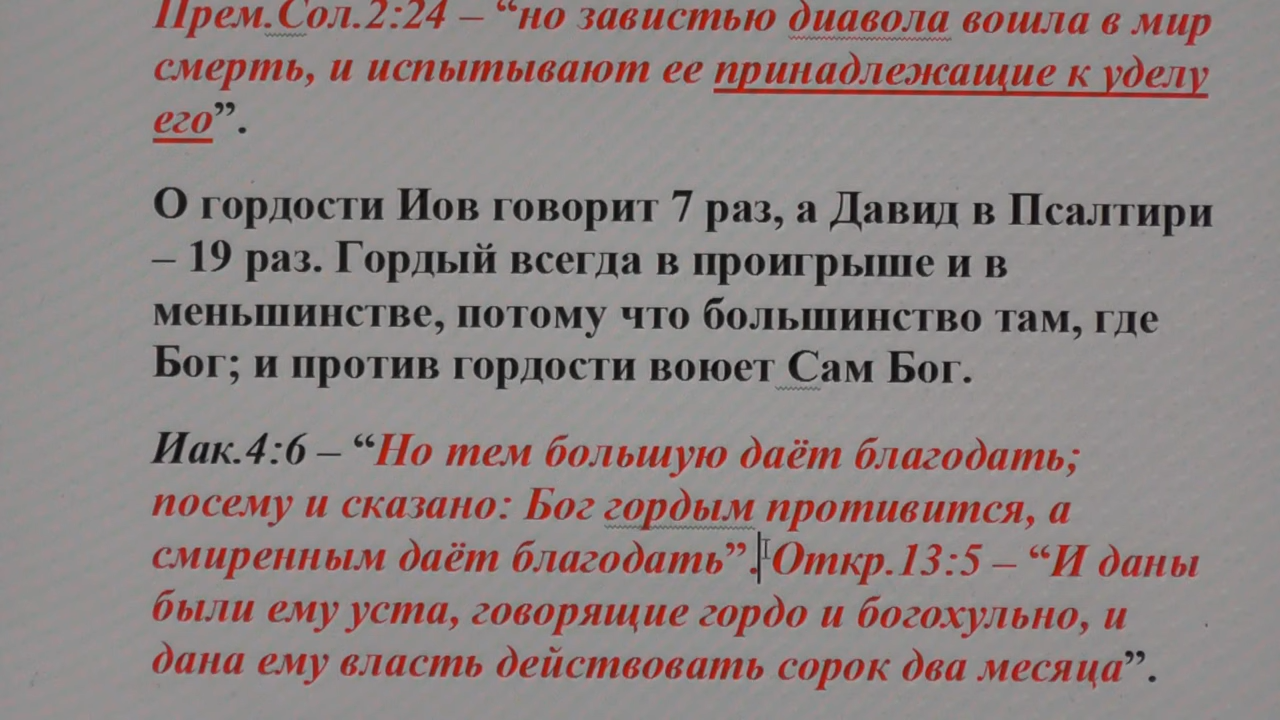 Прем.Сол.2:24 – “но завистью диавола вошла в мир
смерть, и испытывают ее принадлежащие к уделу
его”.
О гордости Иов говорит 7 раз, а Давид в Псалтири
– 19 раз. Гордый всегда в проигрыше и в
меньшинстве, потому что большинство там, где
Бог; и против гордости воюет Сам Бог.
Иак.4:6 – “Но тем большую даёт благодать;
посему и сказано: Бог гордым противится, а
смиренным даёт благодать”. Откр.13:5 – “И даны
были ему уста, говорящие гордо и богохульно, и
дана ему власть действовать сорок два месяца”.